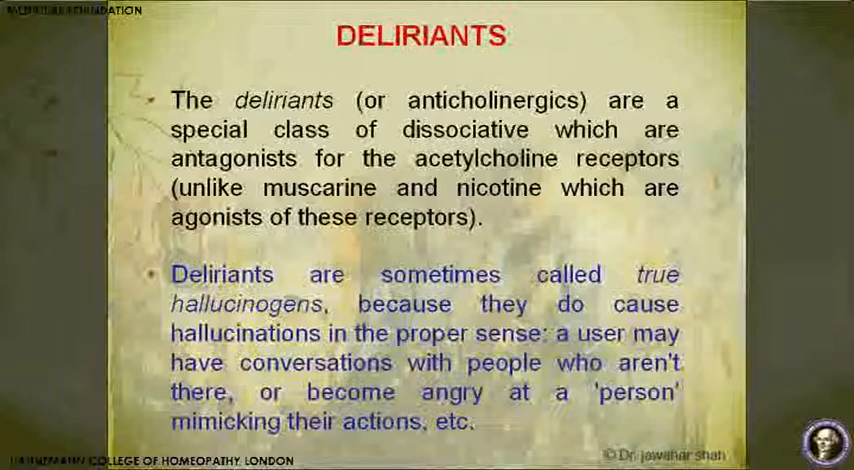 FOUNDATION
DELIRIANTS
• The deliriants (or anticholinergics) are a
special class of dissociative which are
antagonists for the acetylcholine receptors
(unlike muscarine and nicotine which are
agonists of these receptors).
• Deliriants are sometimes called true
hallucinogens, because they do cause
hallucinations in the proper sense: a user may
have conversations with people who aren't
there, or become angry at a 'person'
mimicking their actions, etc.
© Dr. jawahar shah
HAHNEMANN COLLEGE OF HOMEOPATHY, LONDON